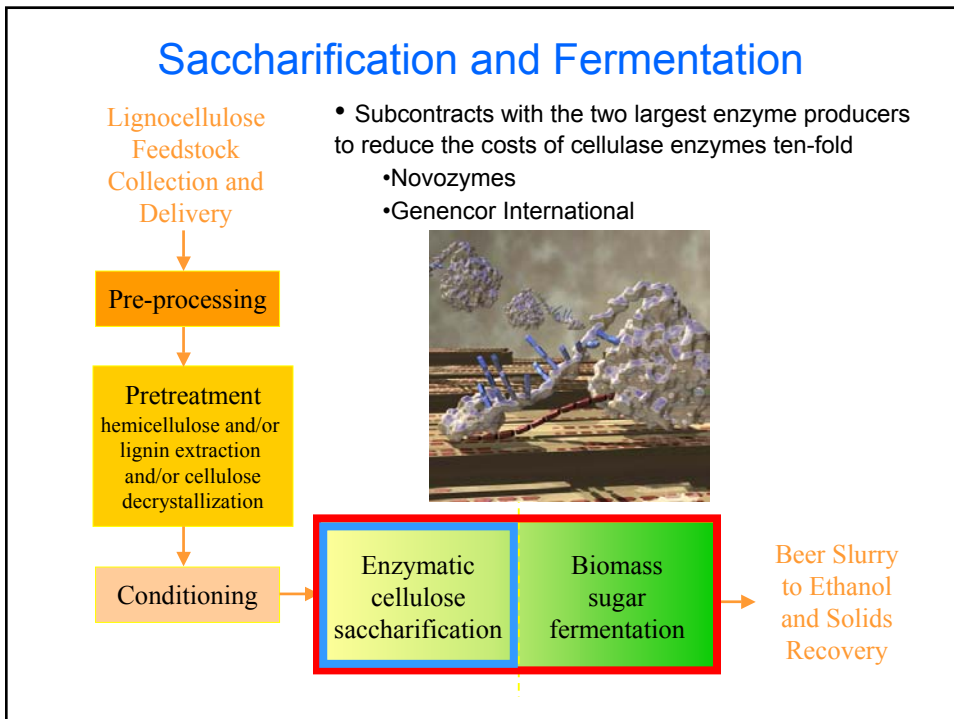 Saccharification and Fermentation
Lignocellulose
Feedstock
Collection and
Delivery
• Subcontracts with the two largest enzyme producers
to reduce the costs of cellulase enzymes ten-fold
•Novozymes
•Genencor International
Pre-processing
Pretreatment
hemicellulose and/or
lignin extraction
and/or cellulose
decrystallization
Conditioning
Enzymatic
cellulose
saccharification
Biomass
sugar
fermentation
Beer Slurry
to Ethanol
and Solids
Recovery